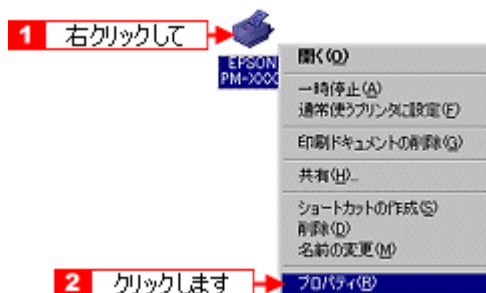 1 右クリックして
EPSON
PM-XXXC
開く(O)
一時停止(A)
通常使うプリンタに設定(F)
印刷ドキュメントの削除(G)
共有(H)...
ショートカットの作成(S)
削除(D)
名前の変更(M)
2 クリックします
プロパティ(R)